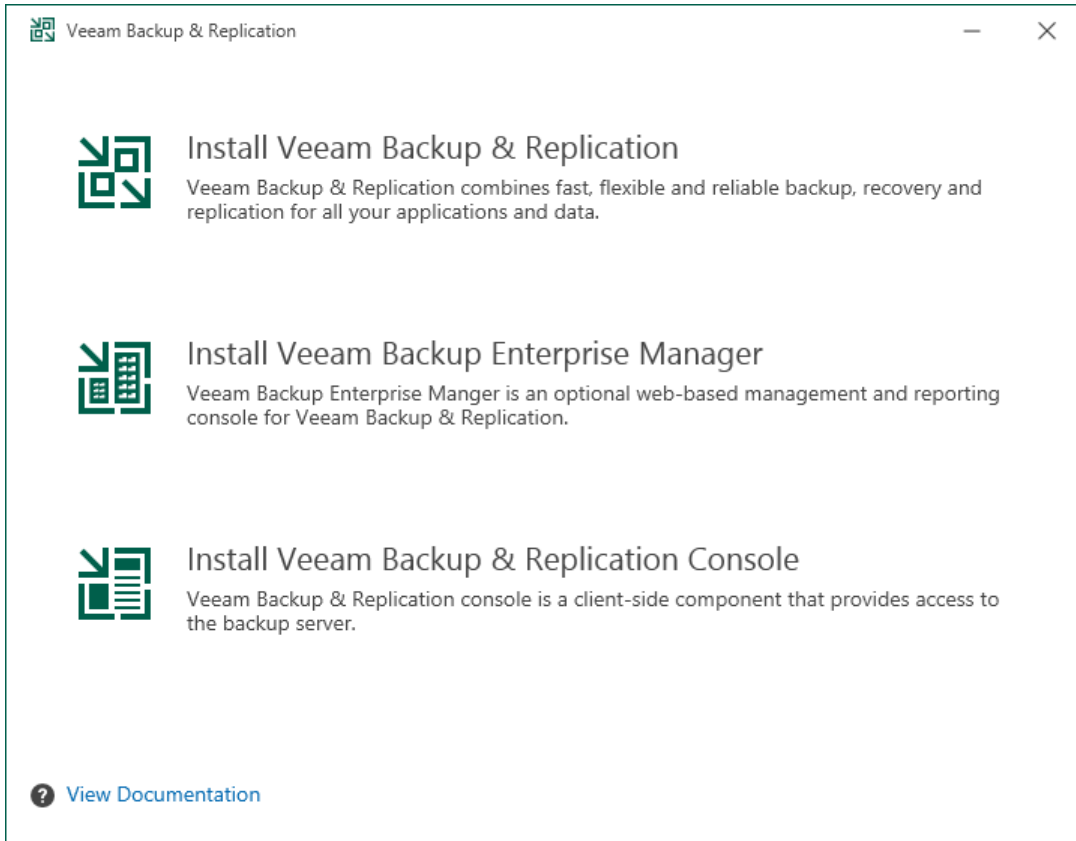 Veeam Backup & Replication
Install Veeam Backup & Replication
Veeam Backup & Replication combines fast, flexible and reliable backup, recovery and
replication for all your applications and data.
Install Veeam Backup Enterprise Manager
Veeam Backup Enterprise Manger is an optional web-based management and reporting
console for Veeam Backup & Replication.
Install Veeam Backup & Replication Console
Veeam Backup & Replication console is a client-side component that provides access to
the backup server.
? View Documentation